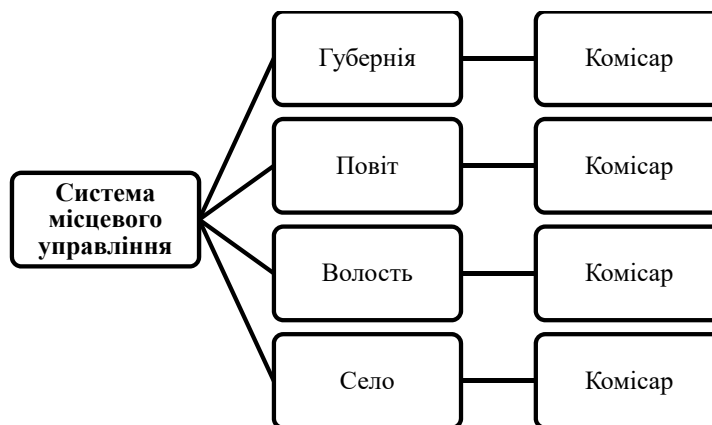 Губернія
Комісар
Повіт
Комісар
Система
місцевого
управління
Волость
Комісар
Село
Комісар